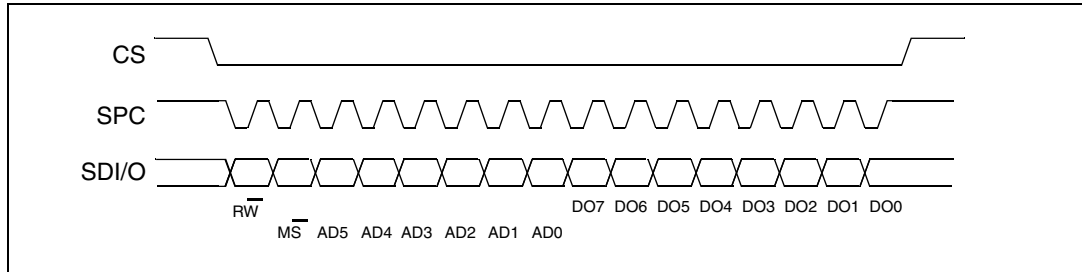 CS
SPC
SDI/O
RW DO7 DO6 DO5 DO4 DO3 DO2 DO1 DO0
MS AD5 AD4 AD3 AD2 AD1 AD0